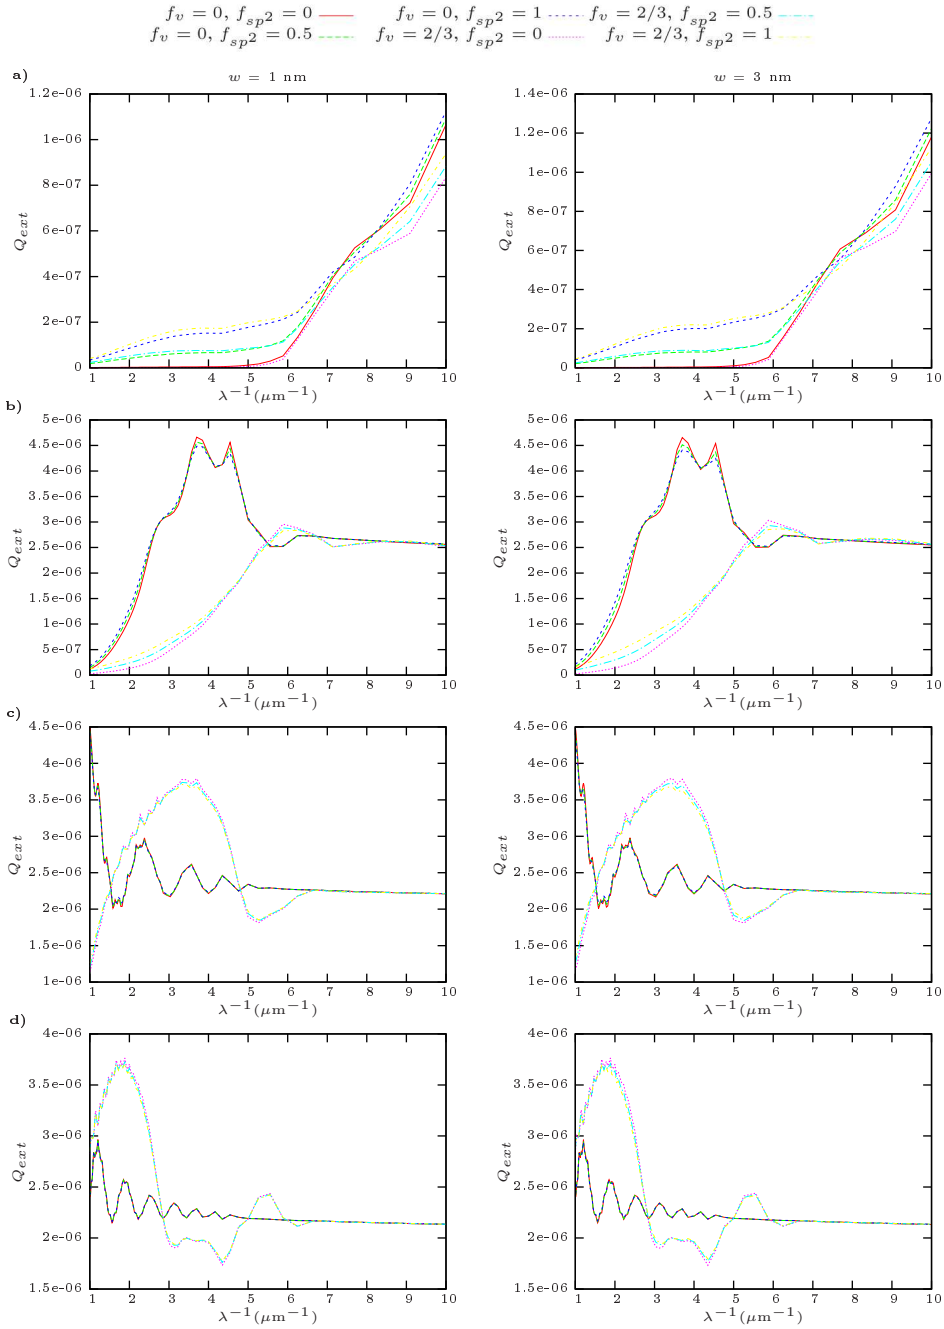 f_v = 0, f_sp2 = 0 f_v = 0, f_sp2 = 1 f_v = 2/3, f_sp2 = 0.5
f_v = 0, f_sp2 = 0.5 f_v = 2/3, f_sp2 = 0 f_v = 2/3, f_sp2 = 1
a)
w = 1 nm w = 3 nm
1.2e-06
1e-06
8e-07
6e-07
4e-07
2e-07
0
Q_ext
1 2 3 4 5 6 7 8 9 10
λ⁻¹(μm⁻¹)
1.4e-06
1.2e-06
1e-06
8e-07
6e-07
4e-07
2e-07
0
Q_ext
1 2 3 4 5 6 7 8 9 10
λ⁻¹(μm⁻¹)
b)
5e-06
4.5e-06
4e-06
3.5e-06
3e-06
2.5e-06
2e-06
1.5e-06
1e-06
5e-07
0
Q_ext
1 2 3 4 5 6 7 8 9 10
λ⁻¹(μm⁻¹)
5e-06
4.5e-06
4e-06
3.5e-06
3e-06
2.5e-06
2e-06
1.5e-06
1e-06
5e-07
0
Q_ext
1 2 3 4 5 6 7 8 9 10
λ⁻¹(μm⁻¹)
c)
4.5e-06
4e-06
3.5e-06
3e-06
2.5e-06
2e-06
1.5e-06
1e-06
Q_ext
1 2 3 4 5 6 7 8 9 10
λ⁻¹(μm⁻¹)
4.5e-06
4e-06
3.5e-06
3e-06
2.5e-06
2e-06
1.5e-06
1e-06
Q_ext
1 2 3 4 5 6 7 8 9 10
λ⁻¹(μm⁻¹)
d)
4e-06
3.5e-06
3e-06
2.5e-06
2e-06
1.5e-06
Q_ext
1 2 3 4 5 6 7 8 9 10
λ⁻¹(μm⁻¹)
4e-06
3.5e-06
3e-06
2.5e-06
2e-06
1.5e-06
Q_ext
1 2 3 4 5 6 7 8 9 10
λ⁻¹(μm⁻¹)